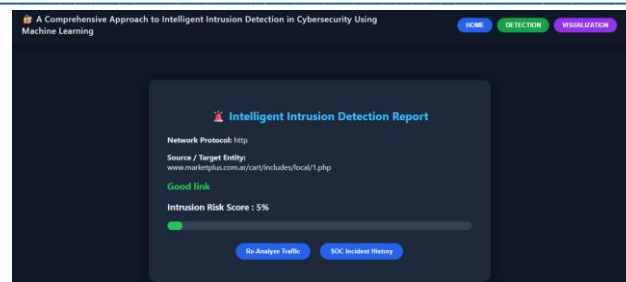 A Comprehensive Approach to Intelligent Intrusion Detection in Cybersecurity Using
Machine Learning
HOME DETECTION VISUALIZATION
Intelligent Intrusion Detection Report
Network Protocol: http
Source / Target Entity:
www.marketplus.com.ar/cart/includes/local/1.php
Good link
Intrusion Risk Score : 5%
Re-Analyze Traffic SOC Incident History